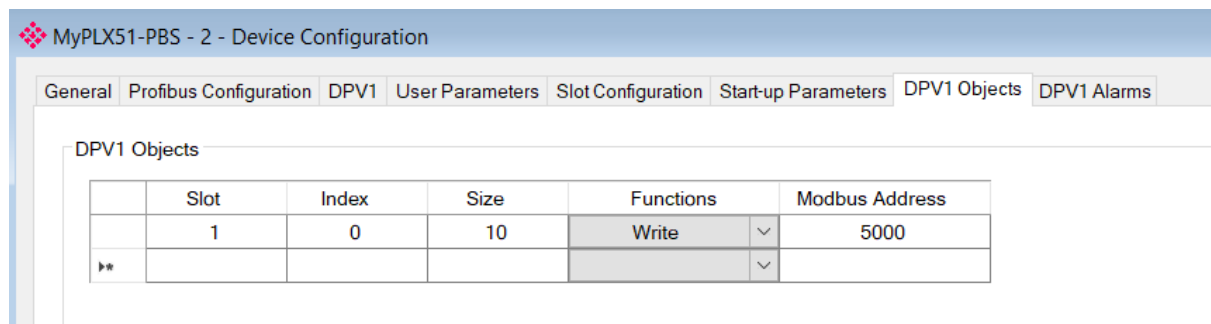 MyPLX51-PBS - 2 - Device Configuration
General Profibus Configuration DPV1 User Parameters Slot Configuration Start-up Parameters DPV1 Objects DPV1 Alarms
DPV1 Objects
Slot Index Size Functions Modbus Address
1 0 10 Write 5000